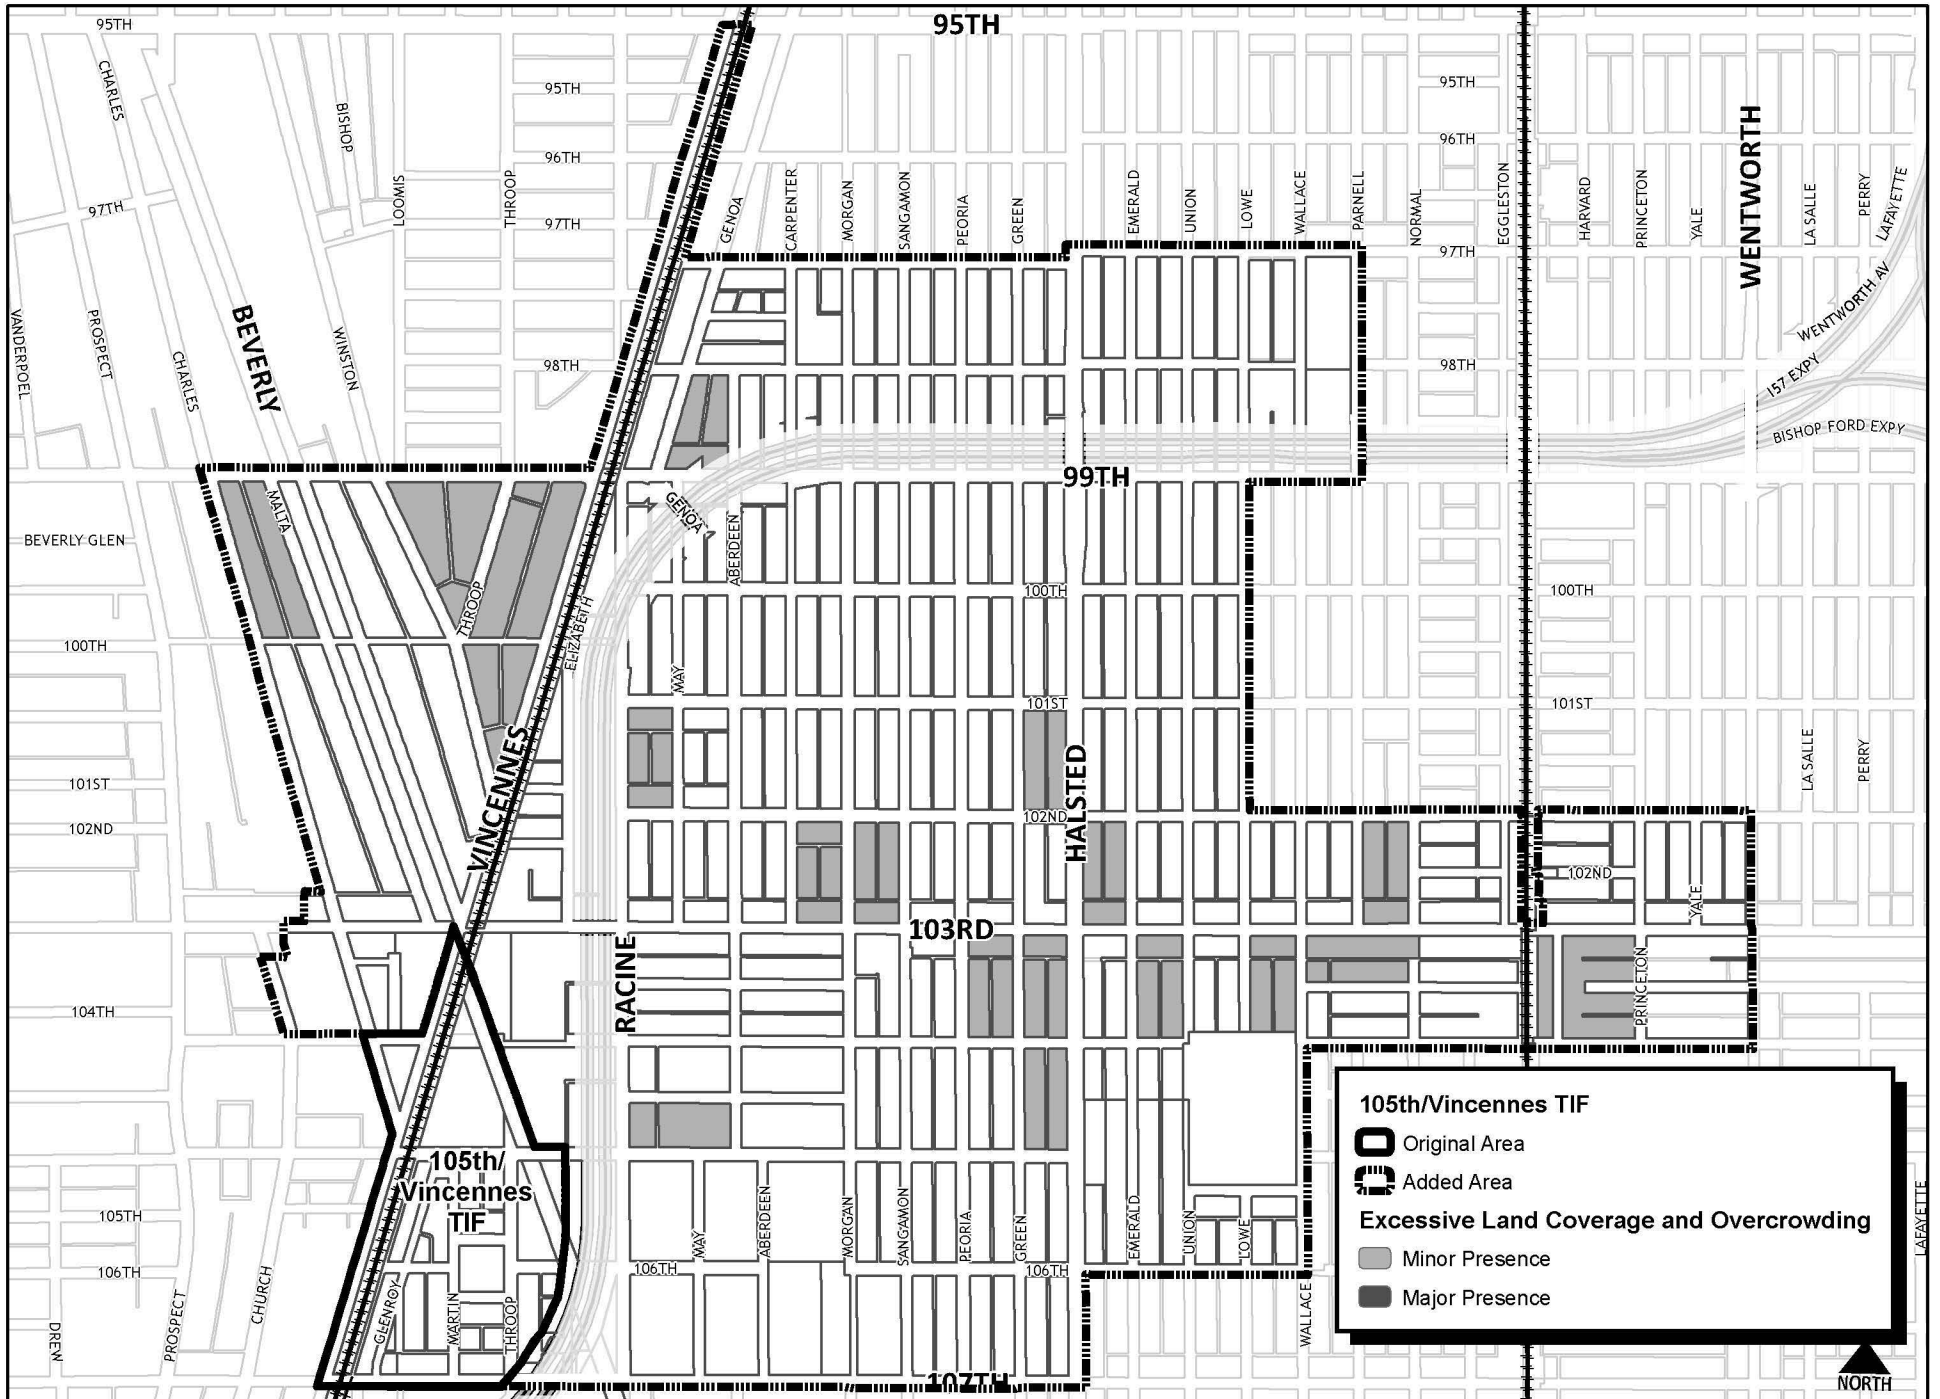 95TH
95TH
CHARLES
BISHOP
95TH
95TH
96TH
96TH
WENTWORTH
97TH
LOOMIS
THROOP
97TH
GENOA
CARPENTER
MORGAN
SANGAMON
PEORIA
GREEN
EMERALD
UNION
LOWE
WALLACE
PARNELL
NORMAL
EGGLESTON
HARVARD
PRINCETON
YALE
LA SALLE
PERRY
LAFAYETTE
97TH
VANDERPOEL
PROSPECT
CHARLES
BEVERLY
WINSTON
98TH
98TH
WENTWORTH AV
I57 EXPY
BISHOP FORD EXPY
99TH
MALTA
GENOA
ABERDEEN
BEVERLY GLEN
THROOP
ELIZABETH
100TH
100TH
100TH
MAY
101ST
101ST
VINCENNES
HALSTED
LA SALLE
PERRY
101ST
102ND
102ND
102ND
YALE
103RD
RACINE
PRINCETON
104TH
105th/
Vincennes
TIF
105TH
106TH
DREW
PROSPECT
CHURCH
GLENROY
MARTIN
THROOP
MAY
ABERDEEN
MORGAN
SANGAMON
PEORIA
GREEN
EMERALD
UNION
LOWE
106TH
106TH
WALLACE
LAFAYETTE
107TH
105th/Vincennes TIF
Original Area
Added Area
Excessive Land Coverage and Overcrowding
Minor Presence
Major Presence
NORTH